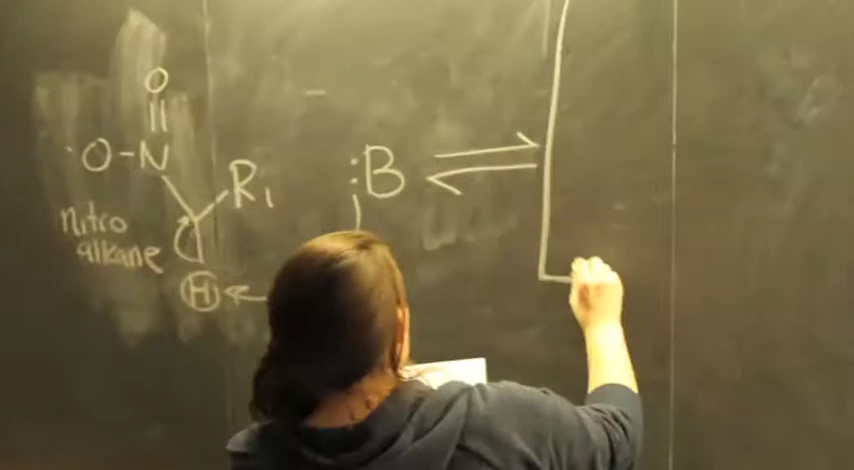 O
·O-N
R1
:B
nitro
alkane
H